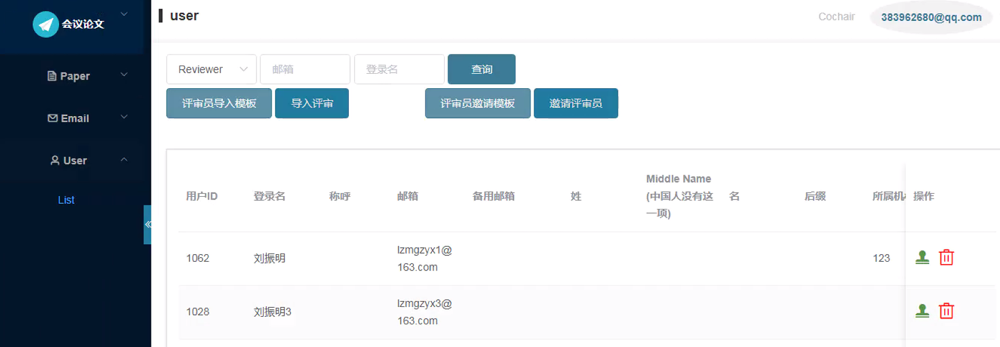 会议论文
user
Cochair
383962680@qq.com
Paper
Email
User
List
Reviewer
邮箱
登录名
查询
评审员导入模板
导入评审
评审员邀请模板
邀请评审员
用户ID
登录名
称呼
邮箱
备用邮箱
姓
Middle Name
(中国人没有这
一项)
名
后缀
所属机
操作
1062
刘振明
lzmgzyx1@
163.com
123
1028
刘振明3
lzmgzyx3@
163.com